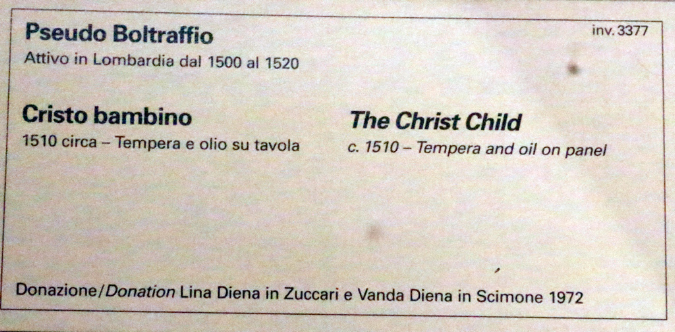 Pseudo Boltraffio
inv. 3377
Attivo in Lombardia dal 1500 al 1520
Cristo bambino
1510 circa – Tempera e olio su tavola
The Christ Child
c. 1510 – Tempera and oil on panel
Donazione/Donation Lina Diena in Zuccari e Vanda Diena in Scimone 1972